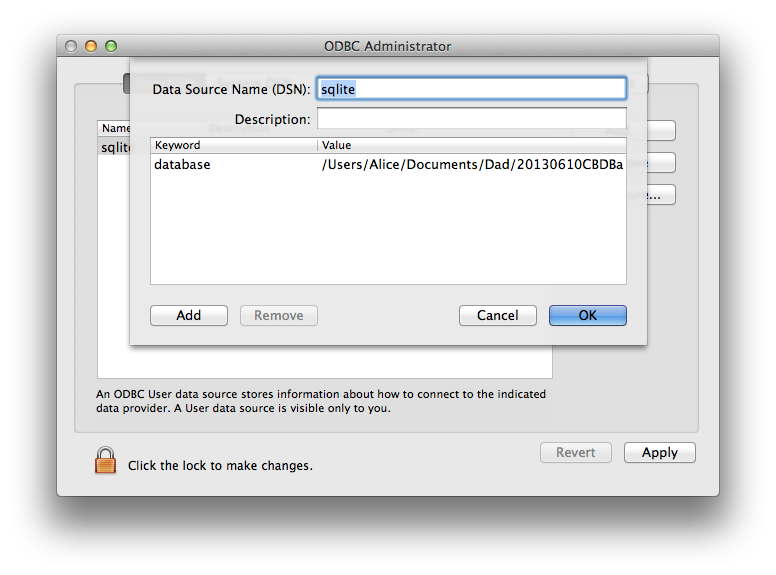 ODBC Administrator
Data Source Name (DSN): sqlite
Description:
Name
Keyword Value
sqlite
database /Users/Alice/Documents/Dad/20130610CBDBa
Add Remove Cancel OK
An ODBC User data source stores information about how to connect to the indicated
data provider. A User data source is visible only to you.
Click the lock to make changes.
Revert Apply